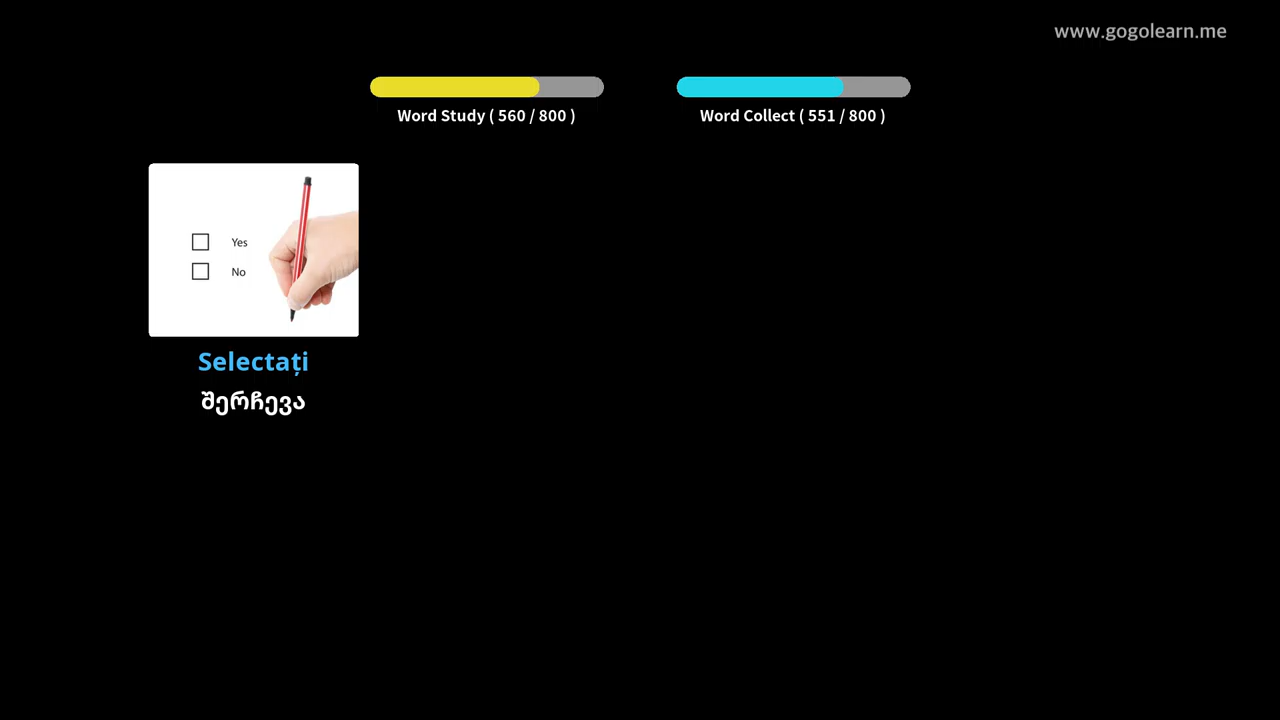 www.gogolearn.me
Word Study ( 560 / 800 )
Word Collect ( 551 / 800 )
Yes
No
Selectați
შერჩევა